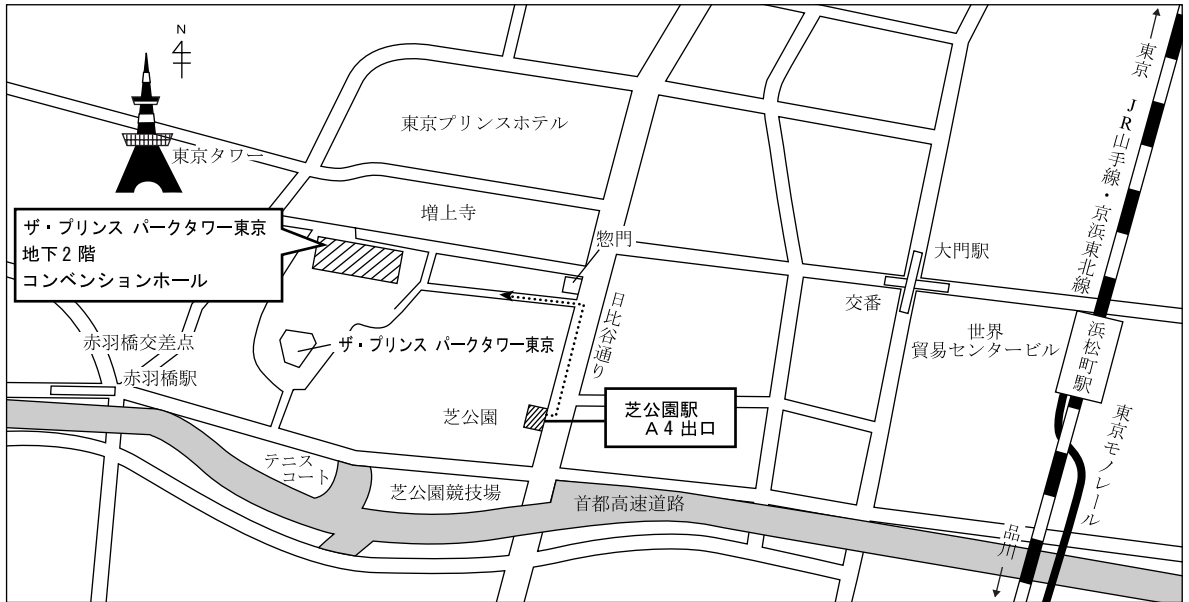 N
東京タワー
東京プリンスホテル
増上寺
ザ・プリンス パークタワー東京
地下2階
コンベンションホール
惣門
日比谷通り
大門駅
交番
世界
貿易センタービル
東京
JR山手線・京浜東北線
浜松町駅
東京モノレール
品川
赤羽橋交差点
赤羽橋駅
ザ・プリンス パークタワー東京
芝公園
芝公園駅
A4出口
テニス
コート
芝公園競技場
首都高速道路